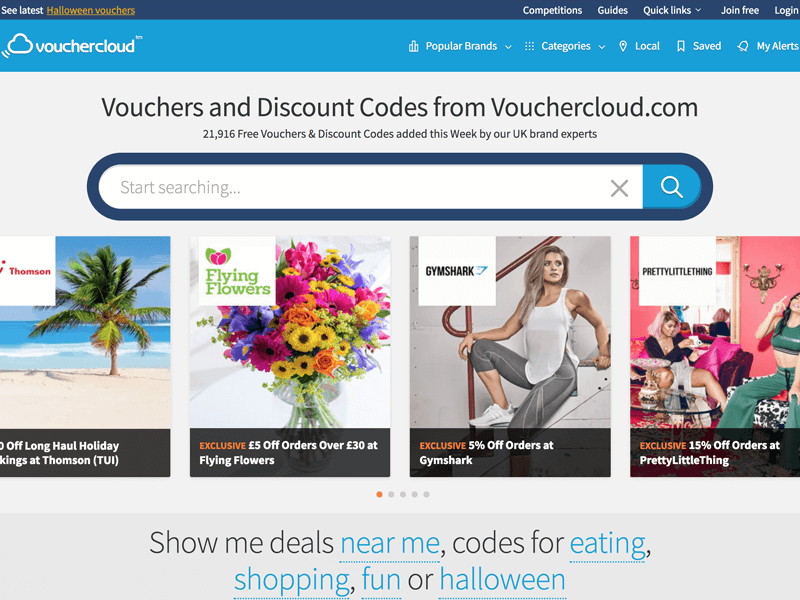 See latest Halloween vouchers
Competitions Guides Quick links Join free Login
vouchercloud™
Popular Brands Categories Local Saved My Alerts
Vouchers and Discount Codes from Vouchercloud.com
21,916 Free Vouchers & Discount Codes added this Week by our UK brand experts
Start searching...
Thomson
0 Off Long Haul Holiday
kings at Thomson (TUI)
Flying
Flowers
EXCLUSIVE £5 Off Orders Over £30 at
Flying Flowers
GYMSHARK
EXCLUSIVE 5% Off Orders at
Gymshark
PRETTYLITTLETHING
EXCLUSIVE 15% Off Orders at
PrettyLittleThing
Show me deals near me, codes for eating,
shopping, fun or halloween